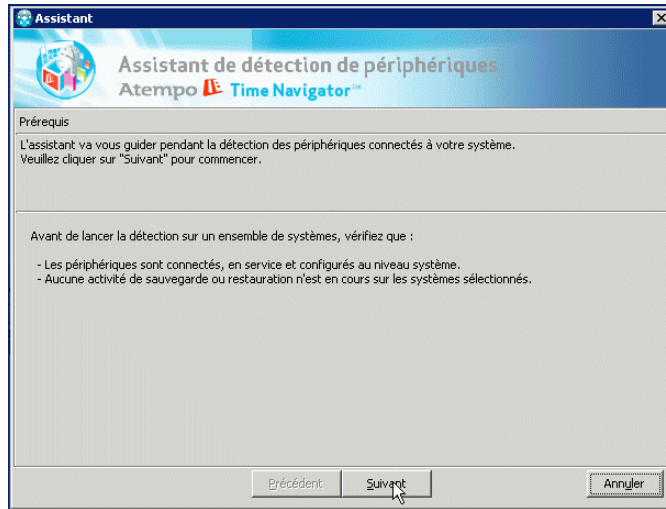 Assistant
Assistant de détection de périphériques
Atempo Time Navigator™
Prérequis
L'assistant va vous guider pendant la détection des périphériques connectés à votre système.
Veuillez cliquer sur "Suivant" pour commencer.
Avant de lancer la détection sur un ensemble de systèmes, vérifiez que :
- Les périphériques sont connectés, en service et configurés au niveau système.
- Aucune activité de sauvegarde ou restauration n'est en cours sur les systèmes sélectionnés.
Précédent Suivant Annuler